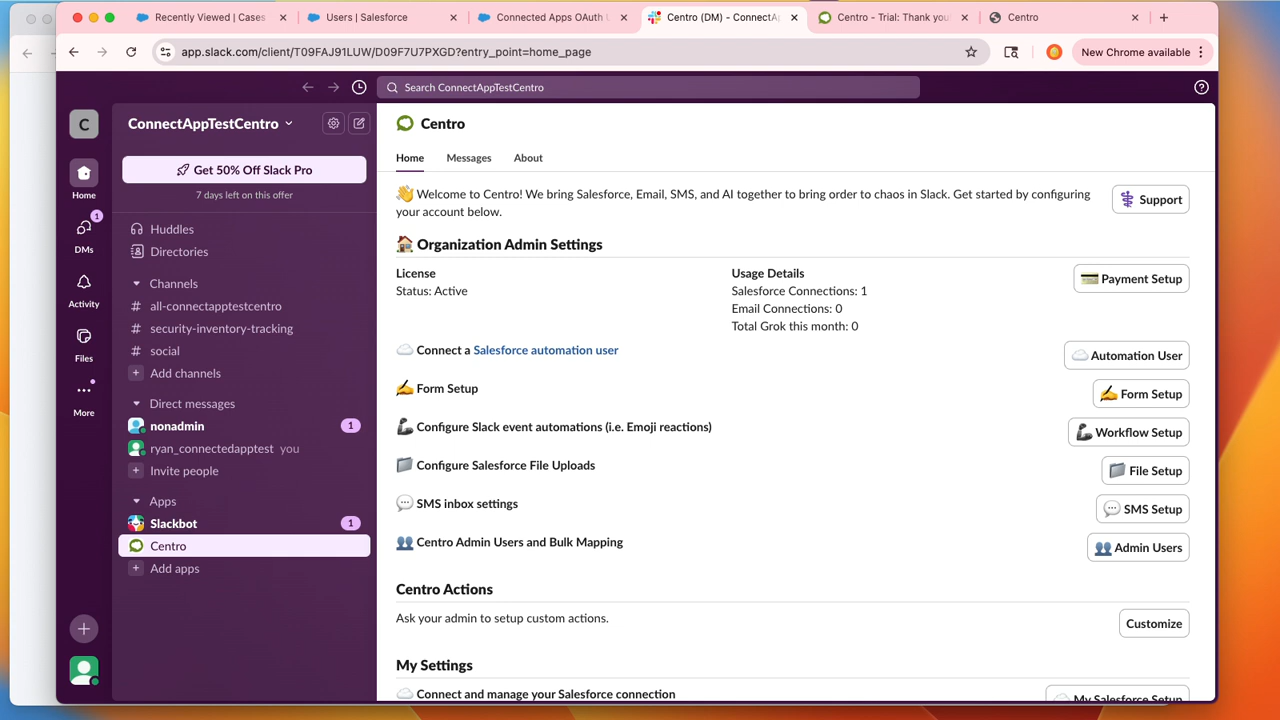 Recently Viewed | Cases
Users | Salesforce
Connected Apps OAuth
Centro (DM) - ConnectA
Centro - Trial: Thank you
Centro
app.slack.com/client/T09FAJ91LUW/D09F7U7PXGD?entry_point=home_page
New Chrome available
Search ConnectAppTestCentro
C
ConnectAppTestCentro
Get 50% Off Slack Pro
7 days left on this offer
Home
1
DMs
Activity
Files
More
Huddles
Directories
Channels
# all-connectapptestcentro
# security-inventory-tracking
# social
+ Add channels
Direct messages
nonadmin 1
ryan_connectedapptest you
+ Invite people
Apps
Slackbot 1
Centro
+ Add apps
Centro
Home Messages About
Welcome to Centro! We bring Salesforce, Email, SMS, and AI together to bring order to chaos in Slack. Get started by configuring
your account below.
Support
Organization Admin Settings
License
Status: Active
Usage Details
Salesforce Connections: 1
Email Connections: 0
Total Grok this month: 0
Payment Setup
Connect a Salesforce automation user
Automation User
Form Setup
Form Setup
Configure Slack event automations (i.e. Emoji reactions)
Workflow Setup
Configure Salesforce File Uploads
File Setup
SMS inbox settings
SMS Setup
Centro Admin Users and Bulk Mapping
Admin Users
Centro Actions
Ask your admin to setup custom actions.
Customize
My Settings
Connect and manage your Salesforce connection
My Salesforce Setup